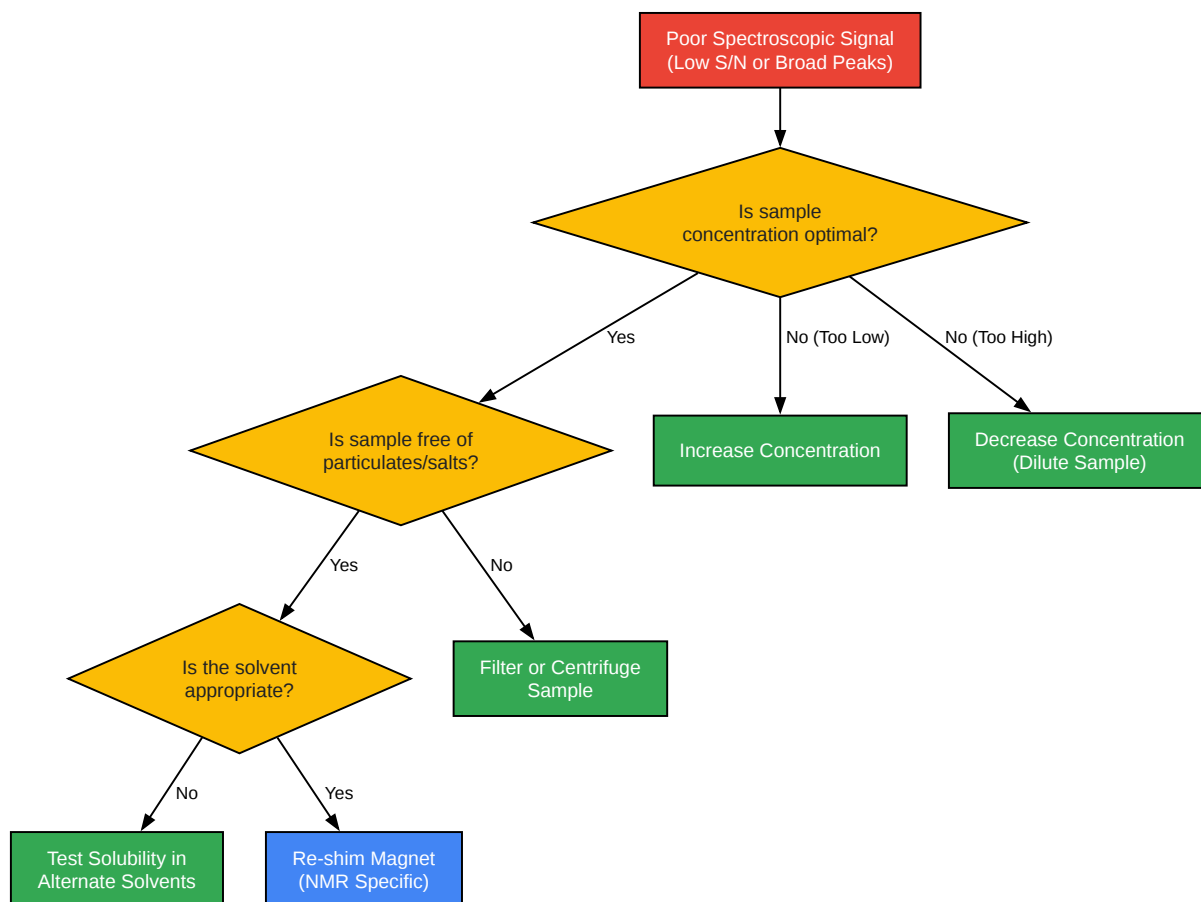 Poor Spectroscopic Signal
(Low S/N or Broad Peaks)
Is sample
concentration optimal?
Yes
No (Too Low)
No (Too High)
Is sample free of
particulates/salts?
Increase Concentration
Decrease Concentration
(Dilute Sample)
Yes
No
Is the solvent
appropriate?
Filter or Centrifuge
Sample
No
Yes
Test Solubility in
Alternate Solvents
Re-shim Magnet
(NMR Specific)